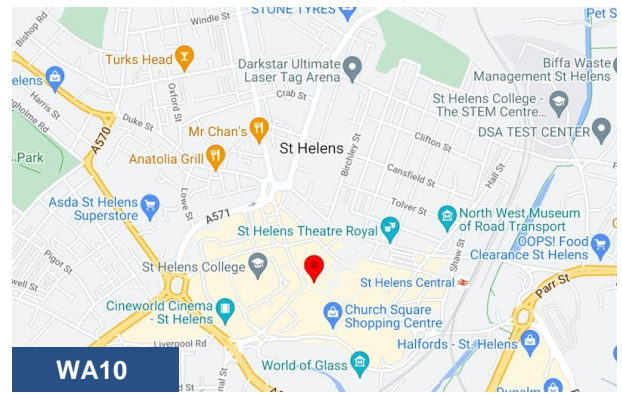 STONE TYRES
Pet S
Windle St
Bishop Rd
Turks Head
Darkstar Ultimate
Laser Tag Arena
Biffa Waste
Management St Helens
elens
Oxford St
Crab St
St Helens College -
The STEM Centre...
Harris St
Duke St
Mr Chan's
St Helens
Clifton St
DSA TEST CENTER
A570
Anatolia Grill
Birchley St
Park
Cansfield St
Hall St
Asda St Helens
Superstore
Lowe St
A571
Tolver St
North West Museum
of Road Transport
St Helens Theatre Royal
Shaw St
OOPS! Food
Clearance St Helens
Pigot St
St Helens College
St Helens Central
Parr St
well St
Cineworld Cinema
- St Helens
Church Square
Shopping Centre
Liverpool Rd
Halfords - St. Helens
WA10
World of Glass
d St
Dunelm